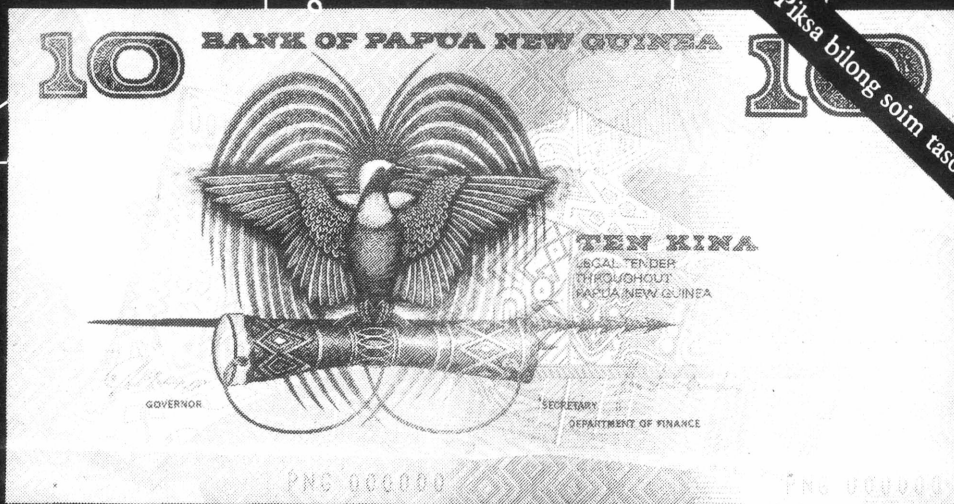 10 BANK OF PAPUA NEW GUINEA 10
Piksa bilong soim
TEN KINA
LEGAL TENDER
THROUGHOUT
PAPUA NEW GUINEA
GOVERNOR
SECRETARY
DEPARTMENT OF FINANCE
PNG 000000 PNG 000000